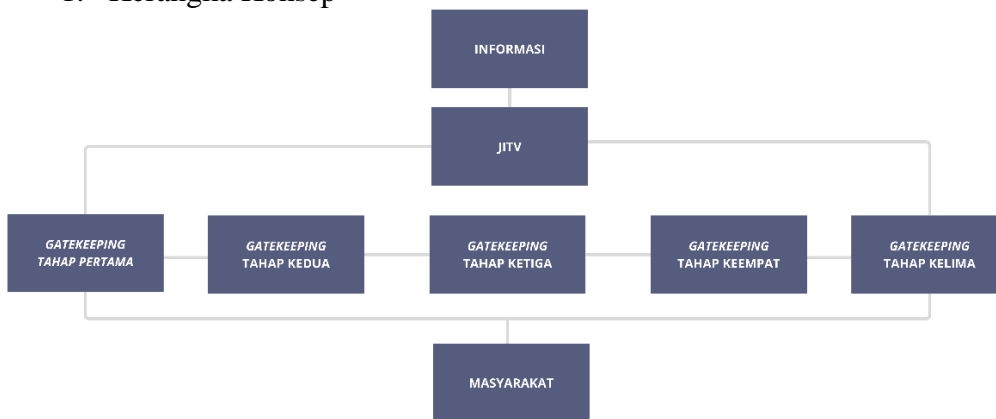 1. Kerangka Konsep
INFORMASI
JITV
GATEKEEPING
TAHAP PERTAMA
GATEKEEPING
TAHAP KEDUA
GATEKEEPING
TAHAP KETIGA
GATEKEEPING
TAHAP KEEMPAT
GATEKEEPING
TAHAP KELIMA
MASYARAKAT